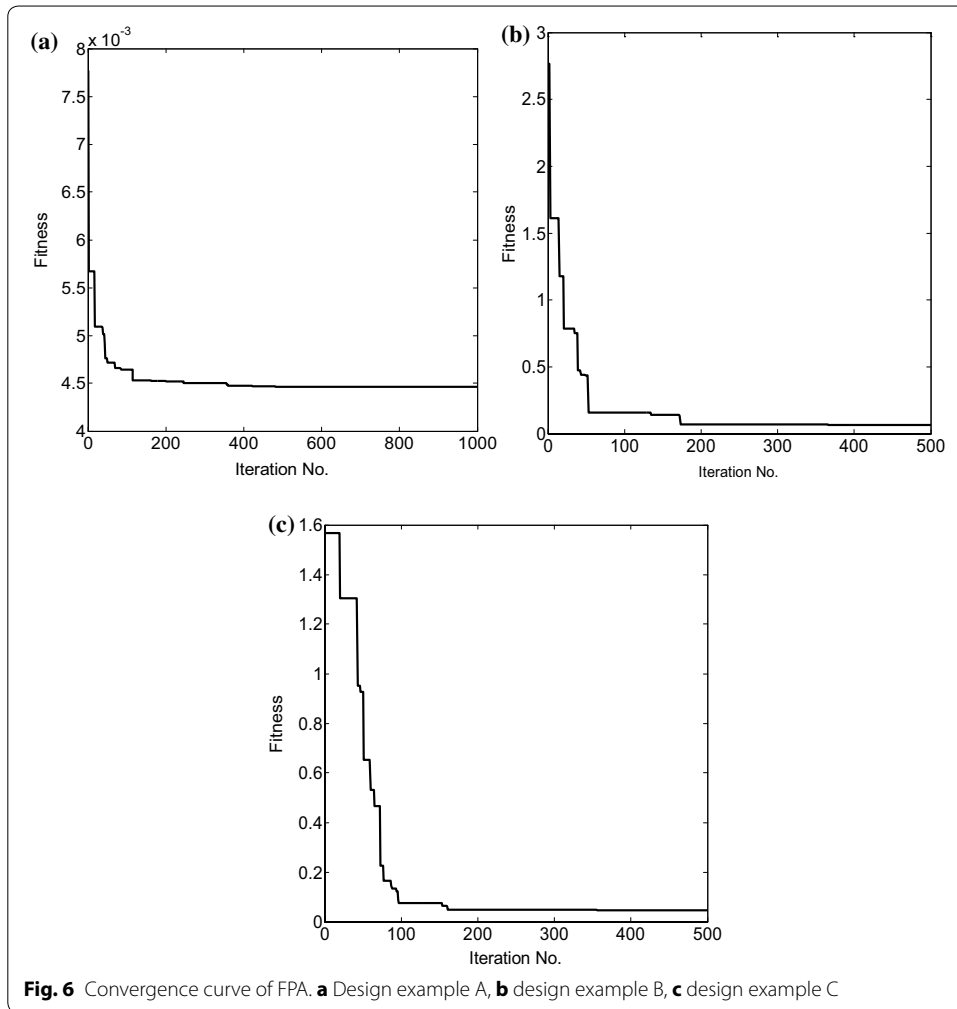 (a)
8 x 10-3
7.5
7
6.5
6
5.5
5
4.5
4
Fitness
0 200 400 600 800 1000
Iteration No.
(b)
3
2.5
2
1.5
1
0.5
0
Fitness
0 100 200 300 400 500
Iteration No.
(c)
1.6
1.4
1.2
1
0.8
0.6
0.4
0.2
0
Fitness
0 100 200 300 400 500
Iteration No.
Fig. 6 Convergence curve of FPA. a Design example A, b design example B, c design example C